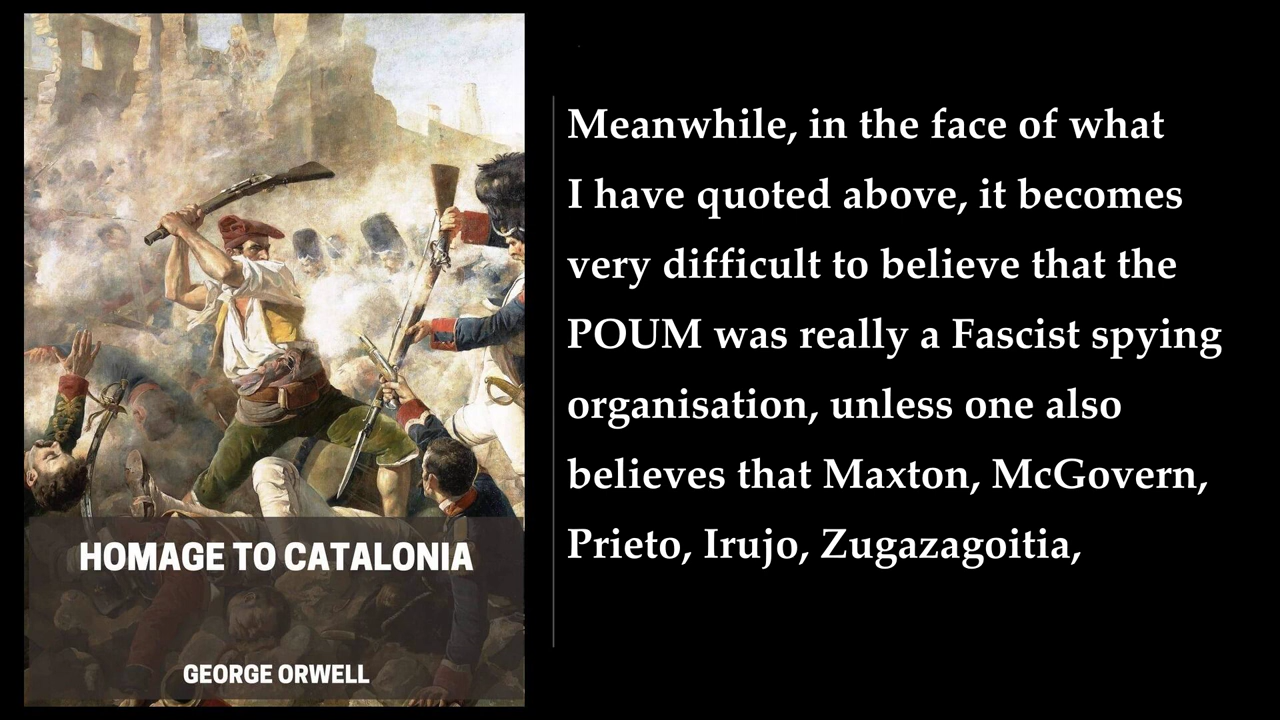 HOMAGE TO CATALONIA
GEORGE ORWELL
Meanwhile, in the face of what
I have quoted above, it becomes
very difficult to believe that the
POUM was really a Fascist spying
organisation, unless one also
believes that Maxton, McGovern,
Prieto, Irujo, Zugazagoitia,